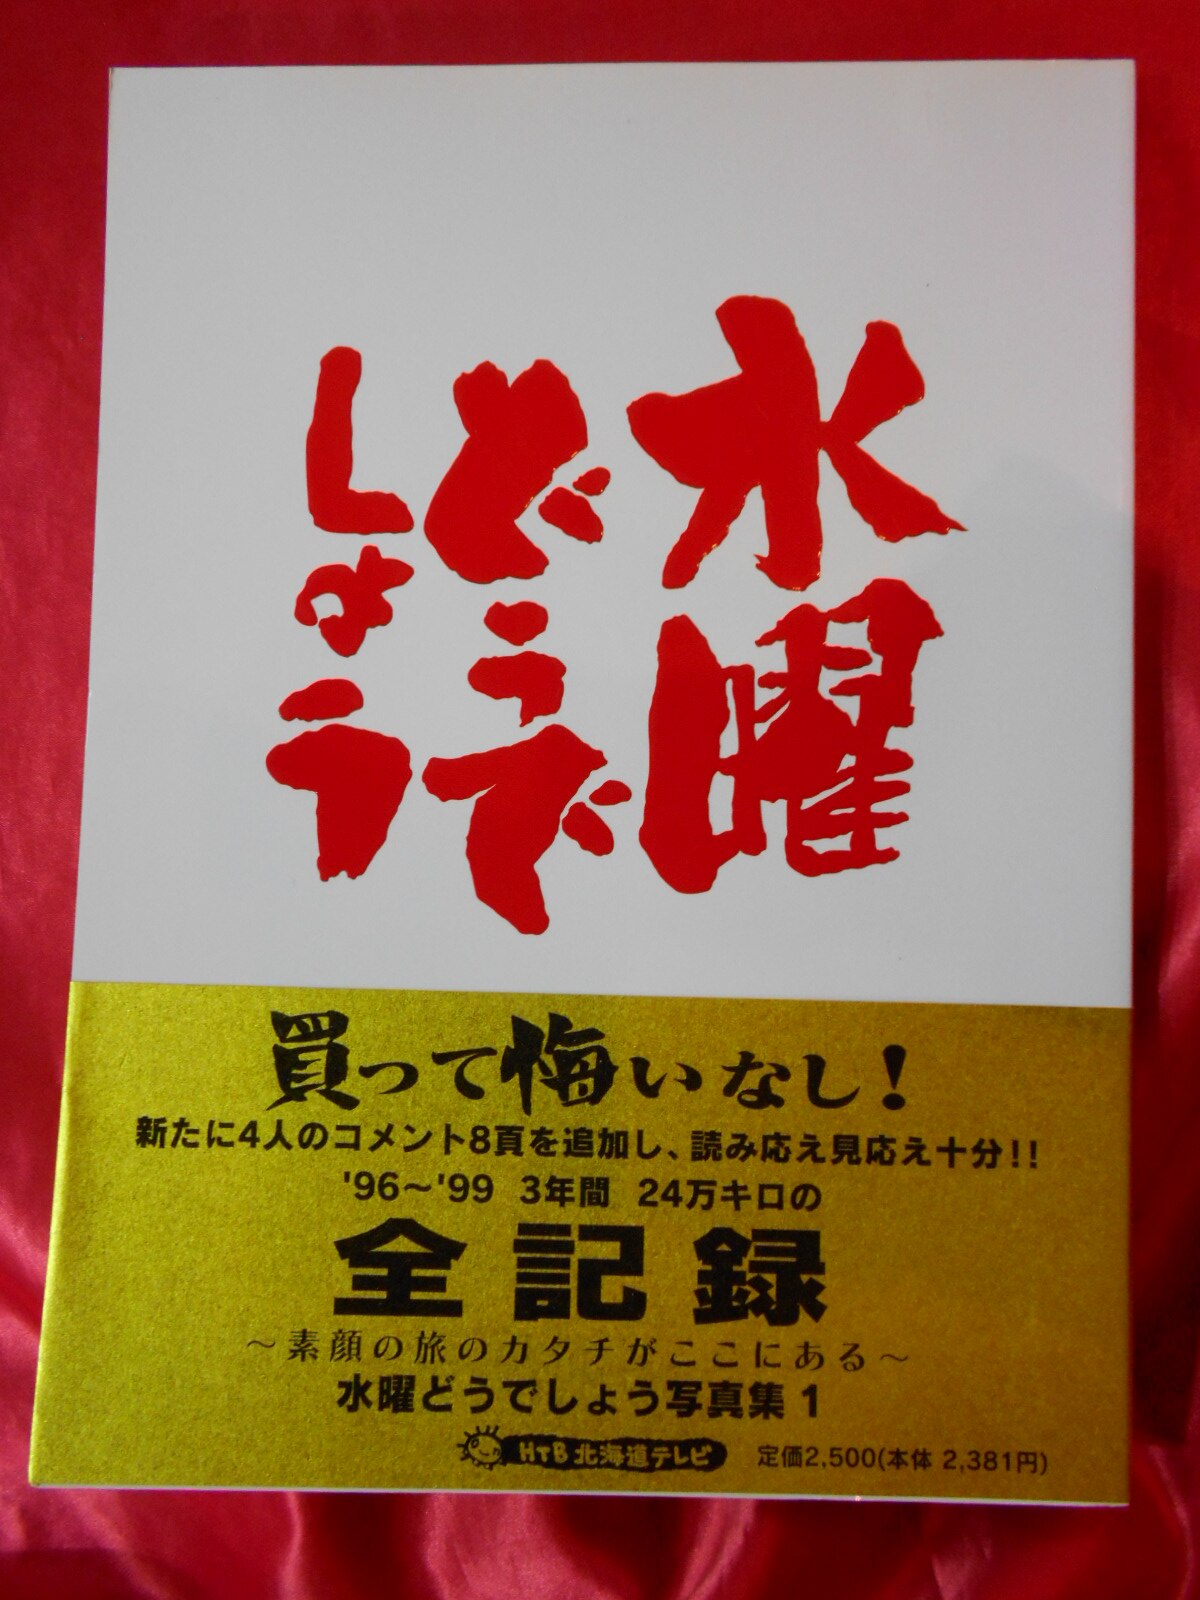 水曜
どうで
しょう
買って悔いなし!
新たに4人のコメント8頁を追加し、読み応え見応え十分!!
'96〜'99 3年間 24万キロの
全記録
〜素顔の旅のカタチがここにある〜
水曜どうでしょう写真集 1
HTB 北海道テレビ 定価2,500(本体 2,381円)